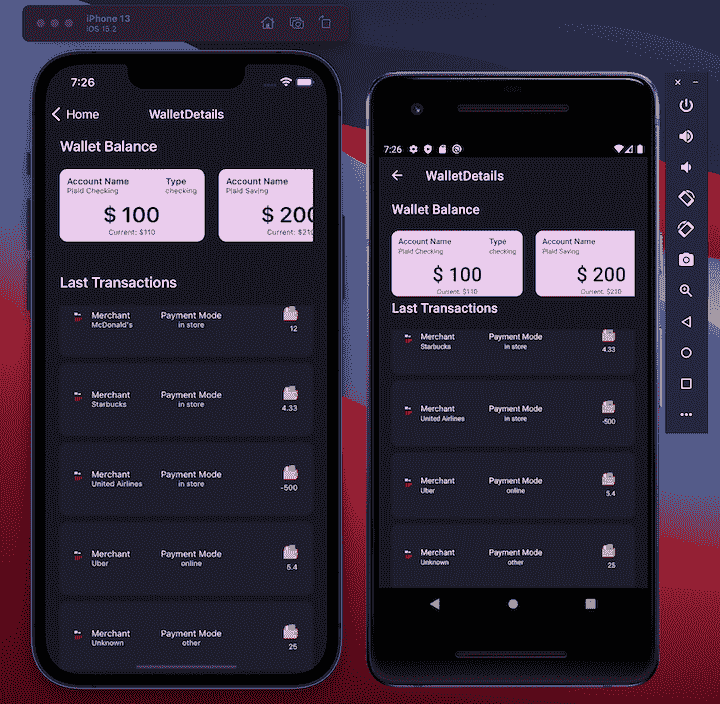 iPhone 13
iOS 15.2
7:26
Home
WalletDetails
Wallet Balance
Account Name Type
Plaid Checking checking
$ 100
Current: $110
Account Name
Plaid Saving
$ 200
Current: $210
Last Transactions
Merchant Payment Mode
McDonald's in store 12
Merchant Payment Mode
Starbucks in store 4.33
Merchant Payment Mode
United Airlines in store -500
Merchant Payment Mode
Uber online 5.4
Merchant Payment Mode
Unknown other 25
7:26
WalletDetails
Wallet Balance
Account Name Type
Plaid Checking checking
$ 100
Current: $110
Account Name
Plaid Saving
$ 200
Current: $210
Last Transactions
Merchant Payment Mode
Starbucks in store 4.33
Merchant Payment Mode
United Airlines in store -500
Merchant Payment Mode
Uber online 5.4
Merchant Payment Mode
Unknown other 25